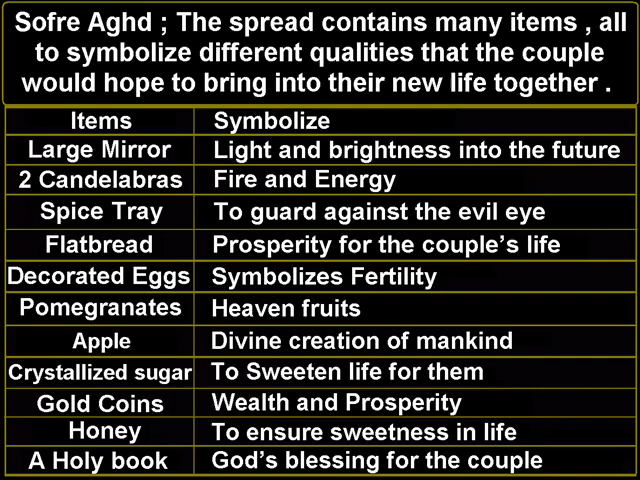 Sofre Aghd ; The spread contains many items , all
to symbolize different qualities that the couple
would hope to bring into their new life together .
Items Symbolize
Large Mirror Light and brightness into the future
2 Candelabras Fire and Energy
Spice Tray To guard against the evil eye
Flatbread Prosperity for the couple's life
Decorated Eggs Symbolizes Fertility
Pomegranates Heaven fruits
Apple Divine creation of mankind
Crystallized sugar To Sweeten life for them
Gold Coins Wealth and Prosperity
Honey To ensure sweetness in life
A Holy book God's blessing for the couple